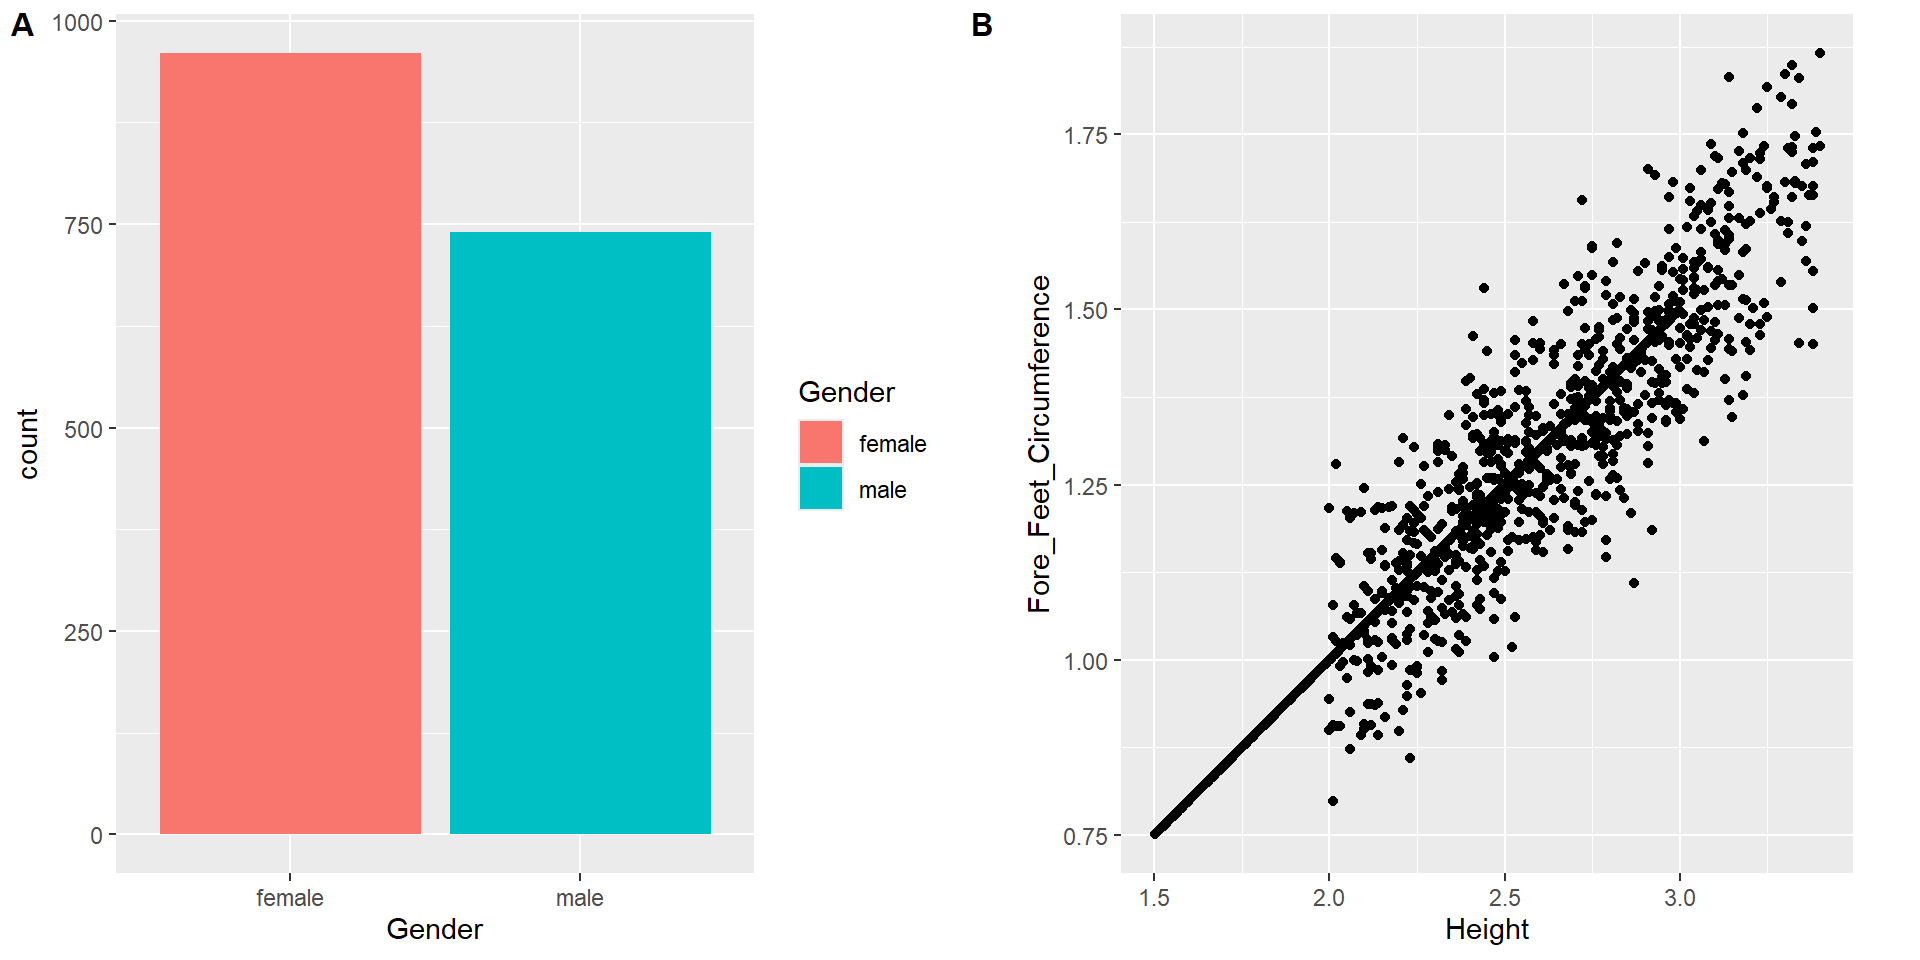 A
1000
750
500
250
0
count
female
male
Gender
Gender
female
male
B
1.75
1.50
1.25
1.00
0.75
Fore_Feet_Circumference
1.5
2.0
2.5
3.0
Height